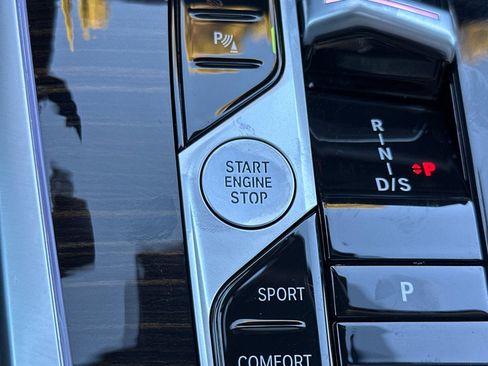 P
R
N
D/S
P
START
ENGINE
STOP
SPORT
P
COMFORT